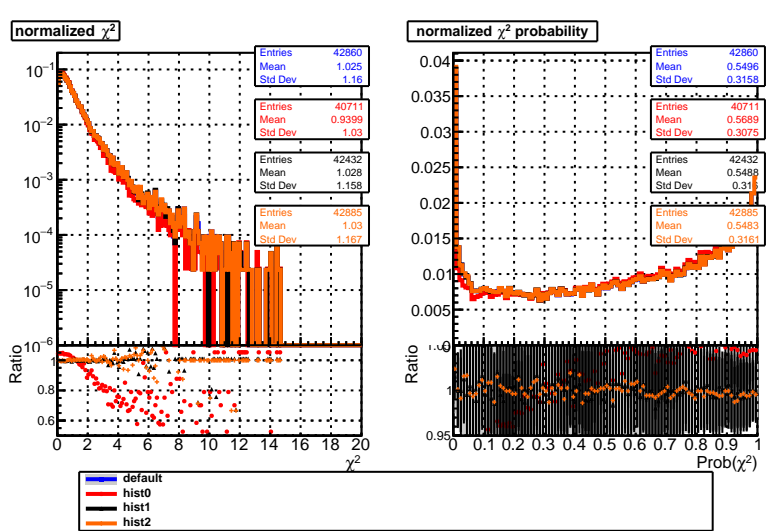 normalized χ²
Entries 42860
Mean 1.025
Std Dev 1.16
Entries 40711
Mean 0.9399
Std Dev 1.03
Entries 42432
Mean 1.028
Std Dev 1.158
Entries 42885
Mean 1.03
Std Dev 1.167
10⁻¹
10⁻²
10⁻³
10⁻⁴
10⁻⁵
10⁻⁶
Ratio
1
0.8
0.6
0 2 4 6 8 10 12 14 16 18 20
χ²
normalized χ² probability
Entries 42860
Mean 0.5496
Std Dev 0.3158
Entries 40711
Mean 0.5689
Std Dev 0.3075
Entries 42432
Mean 0.5488
Std Dev
Entries 42885
Mean 0.5483
Std Dev 0.3161
0.04
0.035
0.03
0.025
0.02
0.015
0.01
0.005
Ratio
1
0.95
0 0.1 0.2 0.3 0.4 0.5 0.6 0.7 0.8 0.9 1
Prob(χ²)
default
hist0
hist1
hist2